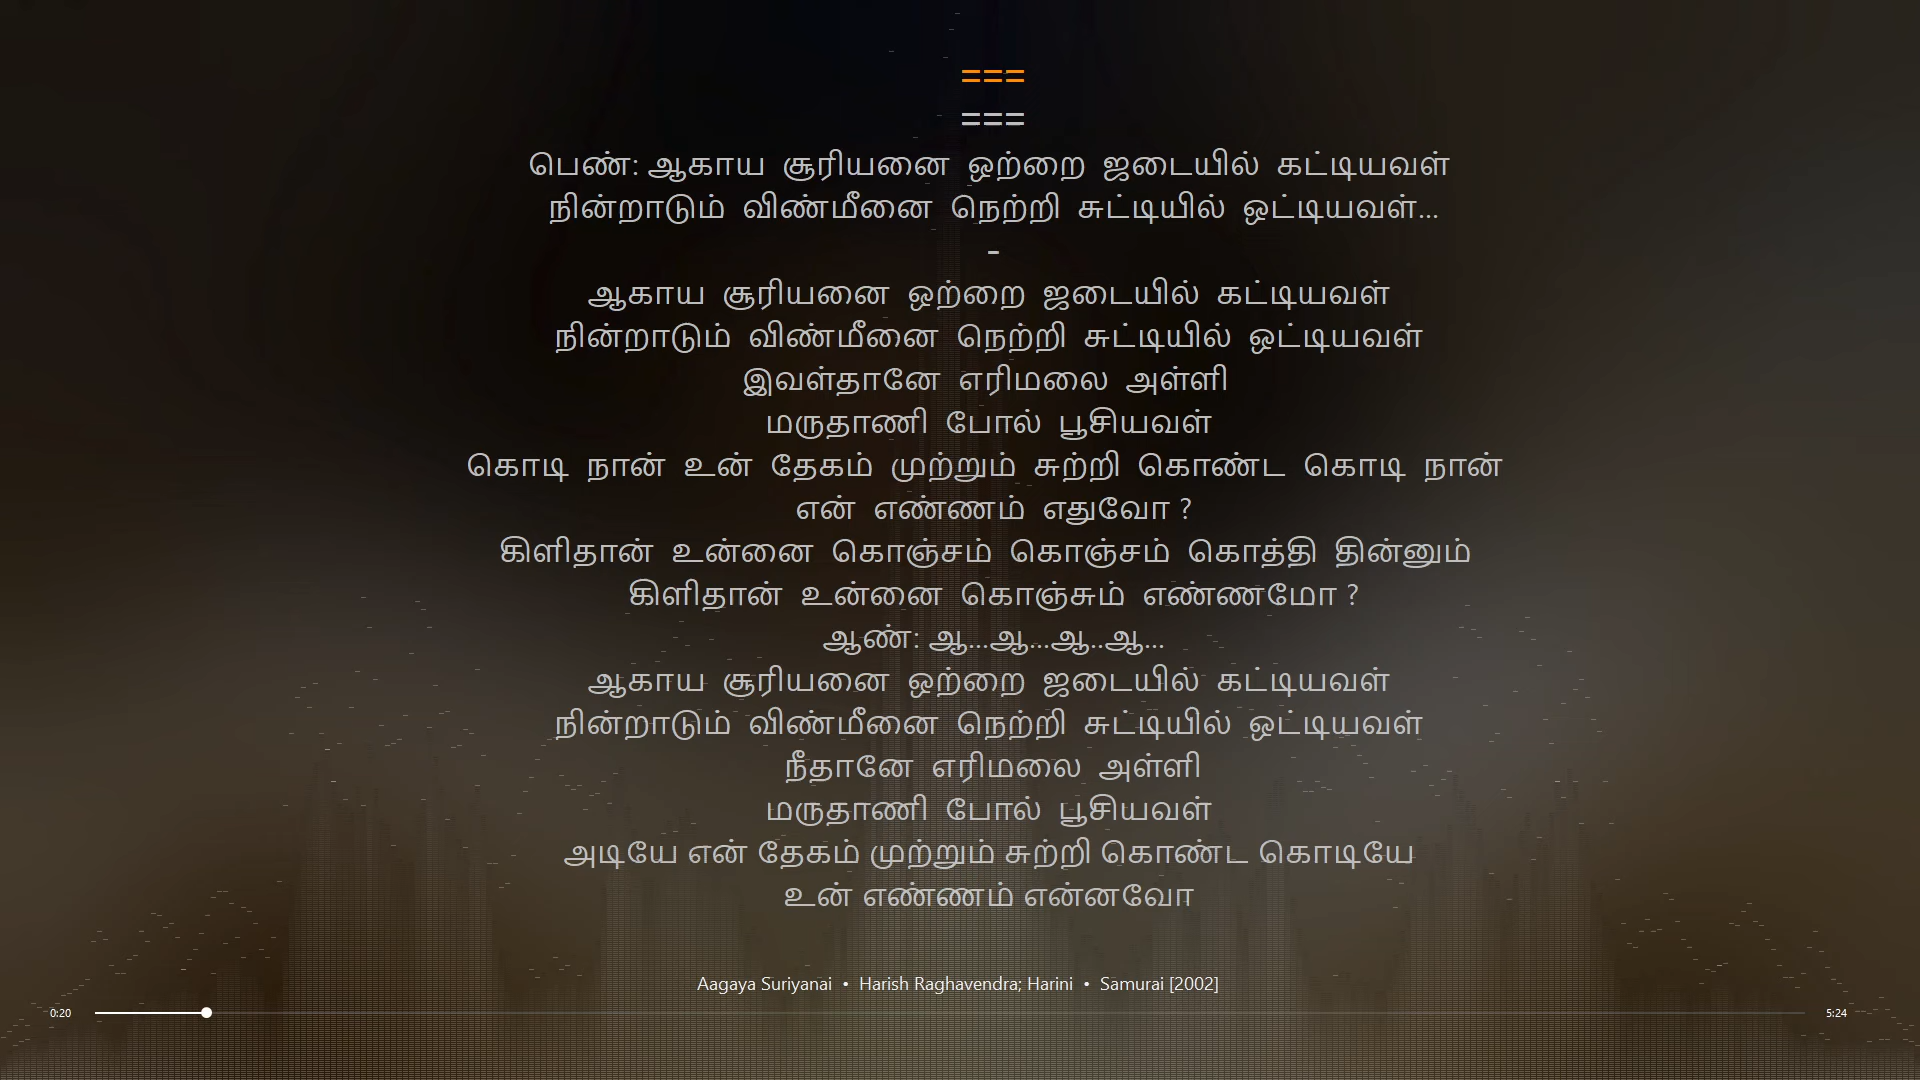 ===
===
பெண்: ஆகாய சூரியனை ஒற்றை ஜடையில் கட்டியவள்
நின்றாடும் விண்மீனை நெற்றி சுட்டியில் ஒட்டியவள்...
-
ஆகாய சூரியனை ஒற்றை ஜடையில் கட்டியவள்
நின்றாடும் விண்மீனை நெற்றி சுட்டியில் ஒட்டியவள்
இவள்தானே எரிமலை அள்ளி
மருதாணி போல் பூசியவள்
கொடி நான் உன் தேகம் முற்றும் சுற்றி கொண்ட கொடி நான்
என் எண்ணம் எதுவோ ?
கிளிதான் உன்னை கொஞ்சம் கொஞ்சம் கொத்தி தின்னும்
கிளிதான் உன்னை கொஞ்சும் எண்ணமோ ?
ஆண்: ஆ...ஆ...ஆ..ஆ...
ஆகாய சூரியனை ஒற்றை ஜடையில் கட்டியவள்
நின்றாடும் விண்மீனை நெற்றி சுட்டியில் ஒட்டியவள்
நீதானே எரிமலை அள்ளி
மருதாணி போல் பூசியவள்
அடியே என் தேகம் முற்றும் சுற்றி கொண்ட கொடியே
உன் எண்ணம் என்னவோ
Aagaya Suriyanai • Harish Raghavendra; Harini • Samurai [2002]
0:20 5:24